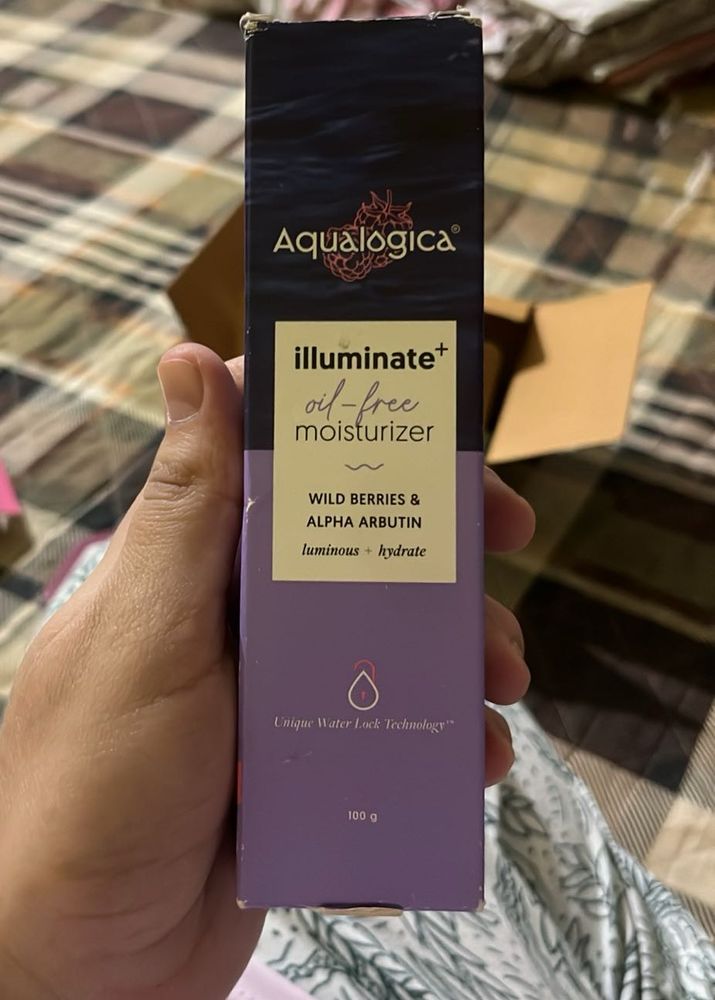 Aqualogica®
illuminate+
oil-free
moisturizer
WILD BERRIES &
ALPHA ARBUTIN
luminous + hydrate
Unique Water Lock Technology™
100 g